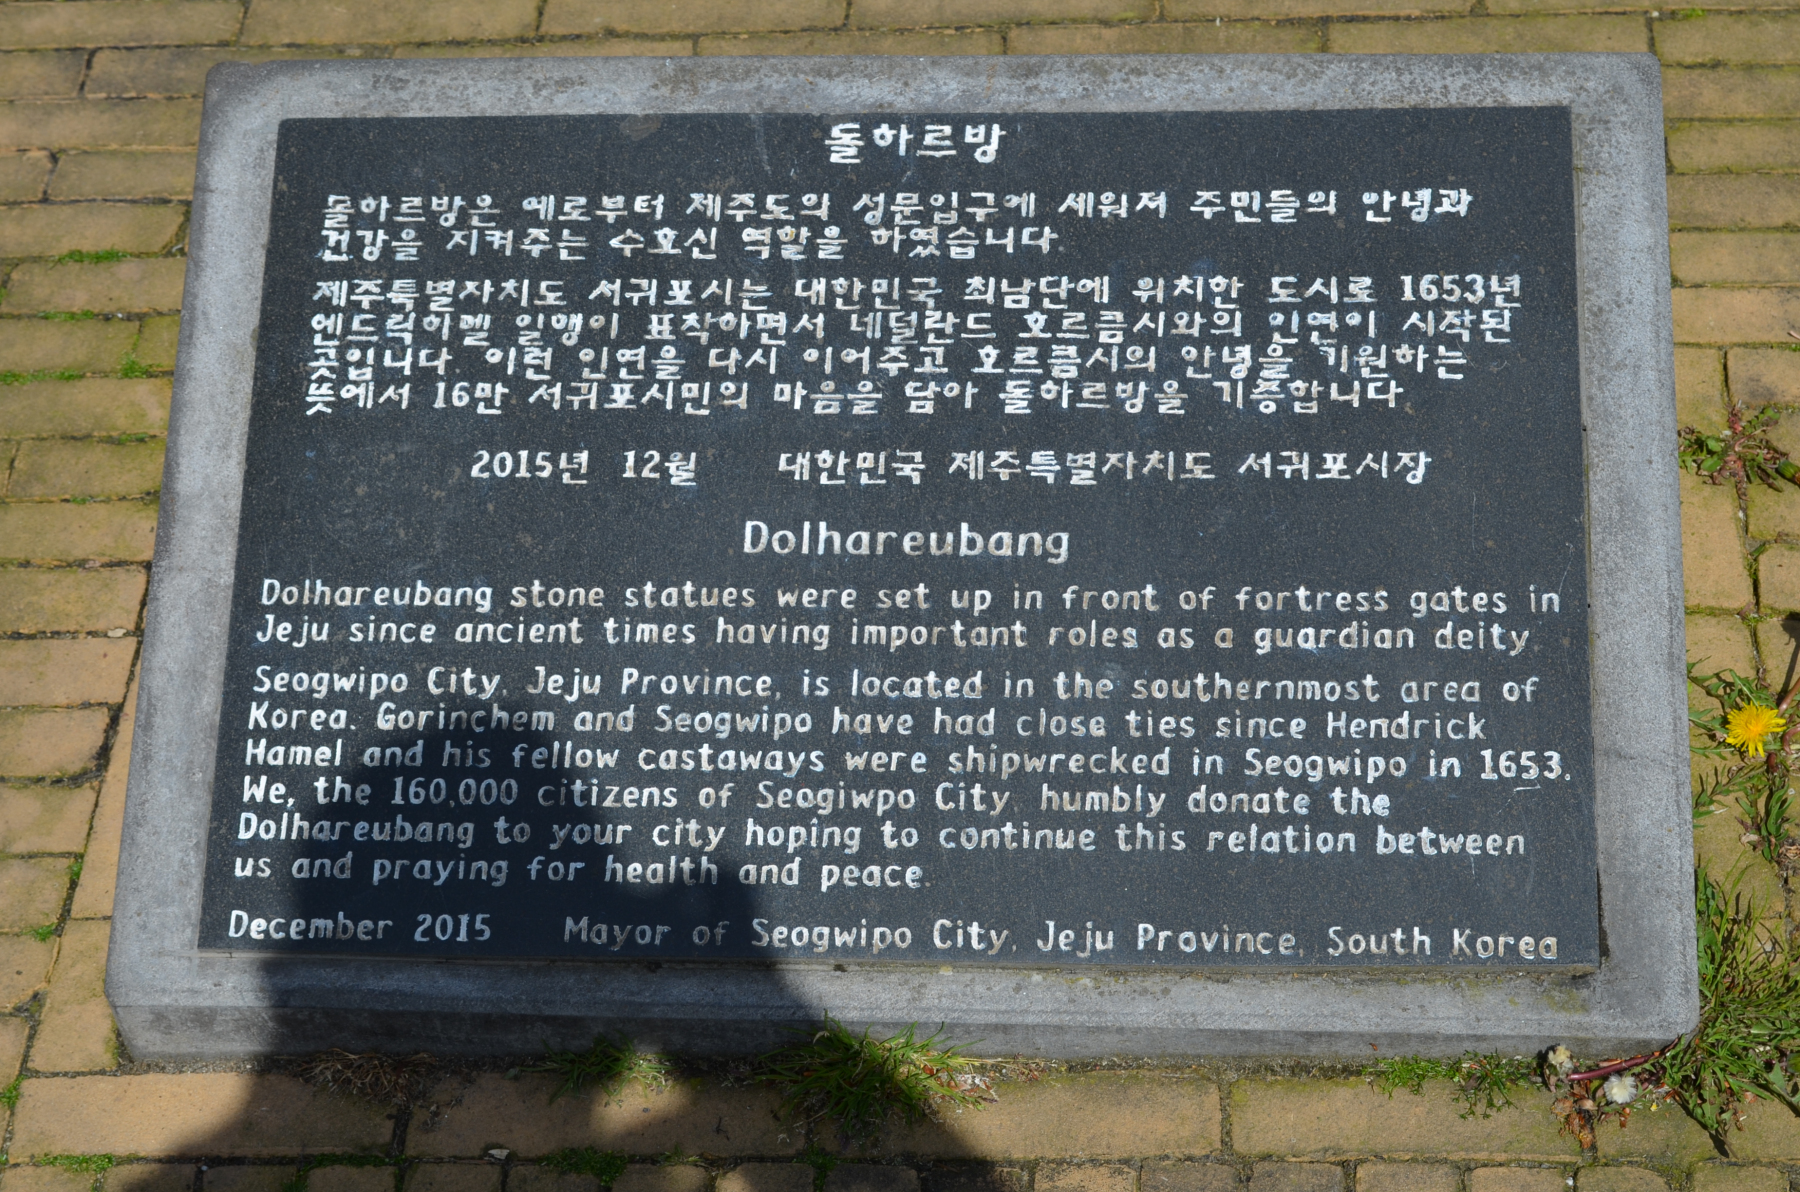 돌하르방
돌하르방은 예로부터 제주도의 성문입구에 세워져 주민들의 안녕과
건강을 지켜주는 수호신 역할을 하였습니다.
제주특별자치도 서귀포시는 대한민국 최남단에 위치한 도시로 1653년
엔드릭하멜 일행이 표착하면서 네덜란드 호르큼시와의 인연이 시작된
곳입니다. 이런 인연을 다시 이어주고 호르큼시의 안녕을 기원하는
뜻에서 16만 서귀포시민의 마음을 담아 돌하르방을 기증합니다.
2015년 12월 대한민국 제주특별자치도 서귀포시장
Dolhareubang
Dolhareubang stone statues were set up in front of fortress gates in
Jeju since ancient times having important roles as a guardian deity.
Seogwipo City, Jeju Province, is located in the southernmost area of
Korea. Gorinchem and Seogwipo have had close ties since Hendrick
Hamel and his fellow castaways were shipwrecked in Seogwipo in 1653.
We, the 160,000 citizens of Seogiwpo City, humbly donate the
Dolhareubang to your city hoping to continue this relation between
us and praying for health and peace.
December 2015 Mayor of Seogwipo City, Jeju Province, South Korea